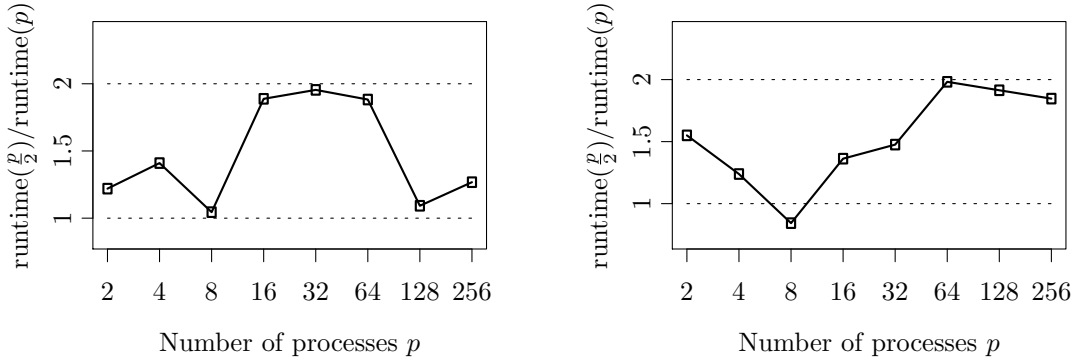 runtime(p/2)/runtime(p)
2
1.5
1
2 4 8 16 32 64 128 256
Number of processes p
runtime(p/2)/runtime(p)
2
1.5
1
2 4 8 16 32 64 128 256
Number of processes p